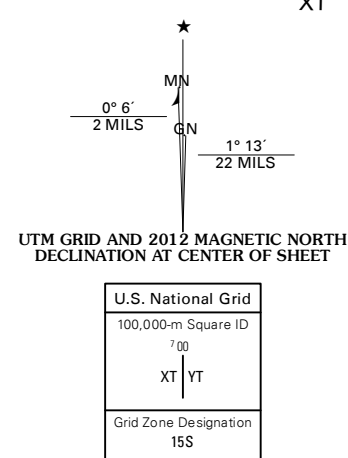 XT
★
MN
0° 6´
2 MILS
GN
1° 13´
22 MILS
UTM GRID AND 2012 MAGNETIC NORTH
DECLINATION AT CENTER OF SHEET
U.S. National Grid
100,000-m Square ID
7 00
XT YT
Grid Zone Designation
15S